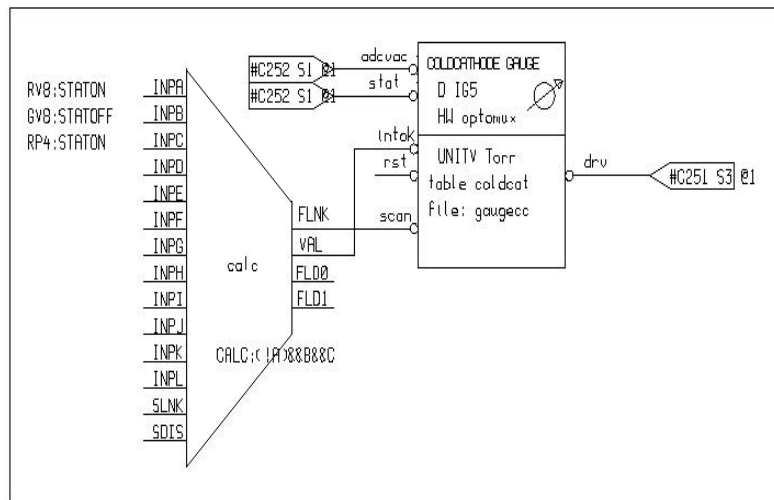 #C252 S1 @1
#C252 S1 @1
adcvac
stat
COLDCATHODE GAUGE
D IG5
HW optomux
RV8:STATON
GV8:STATOFF
RP4:STATON
INPA
INPB
INPC
INPD
INPE
INPF
INPG
INPH
INPI
INPJ
INPK
INPL
SLNK
SDIS
calc
FLNK
VAL
FLD0
FLD1
CALC:(!A)&&B&&C
intok
rst
scan
UNITV Torr
table coldcat
file: gaugecc
drv
#C251 S3 @1